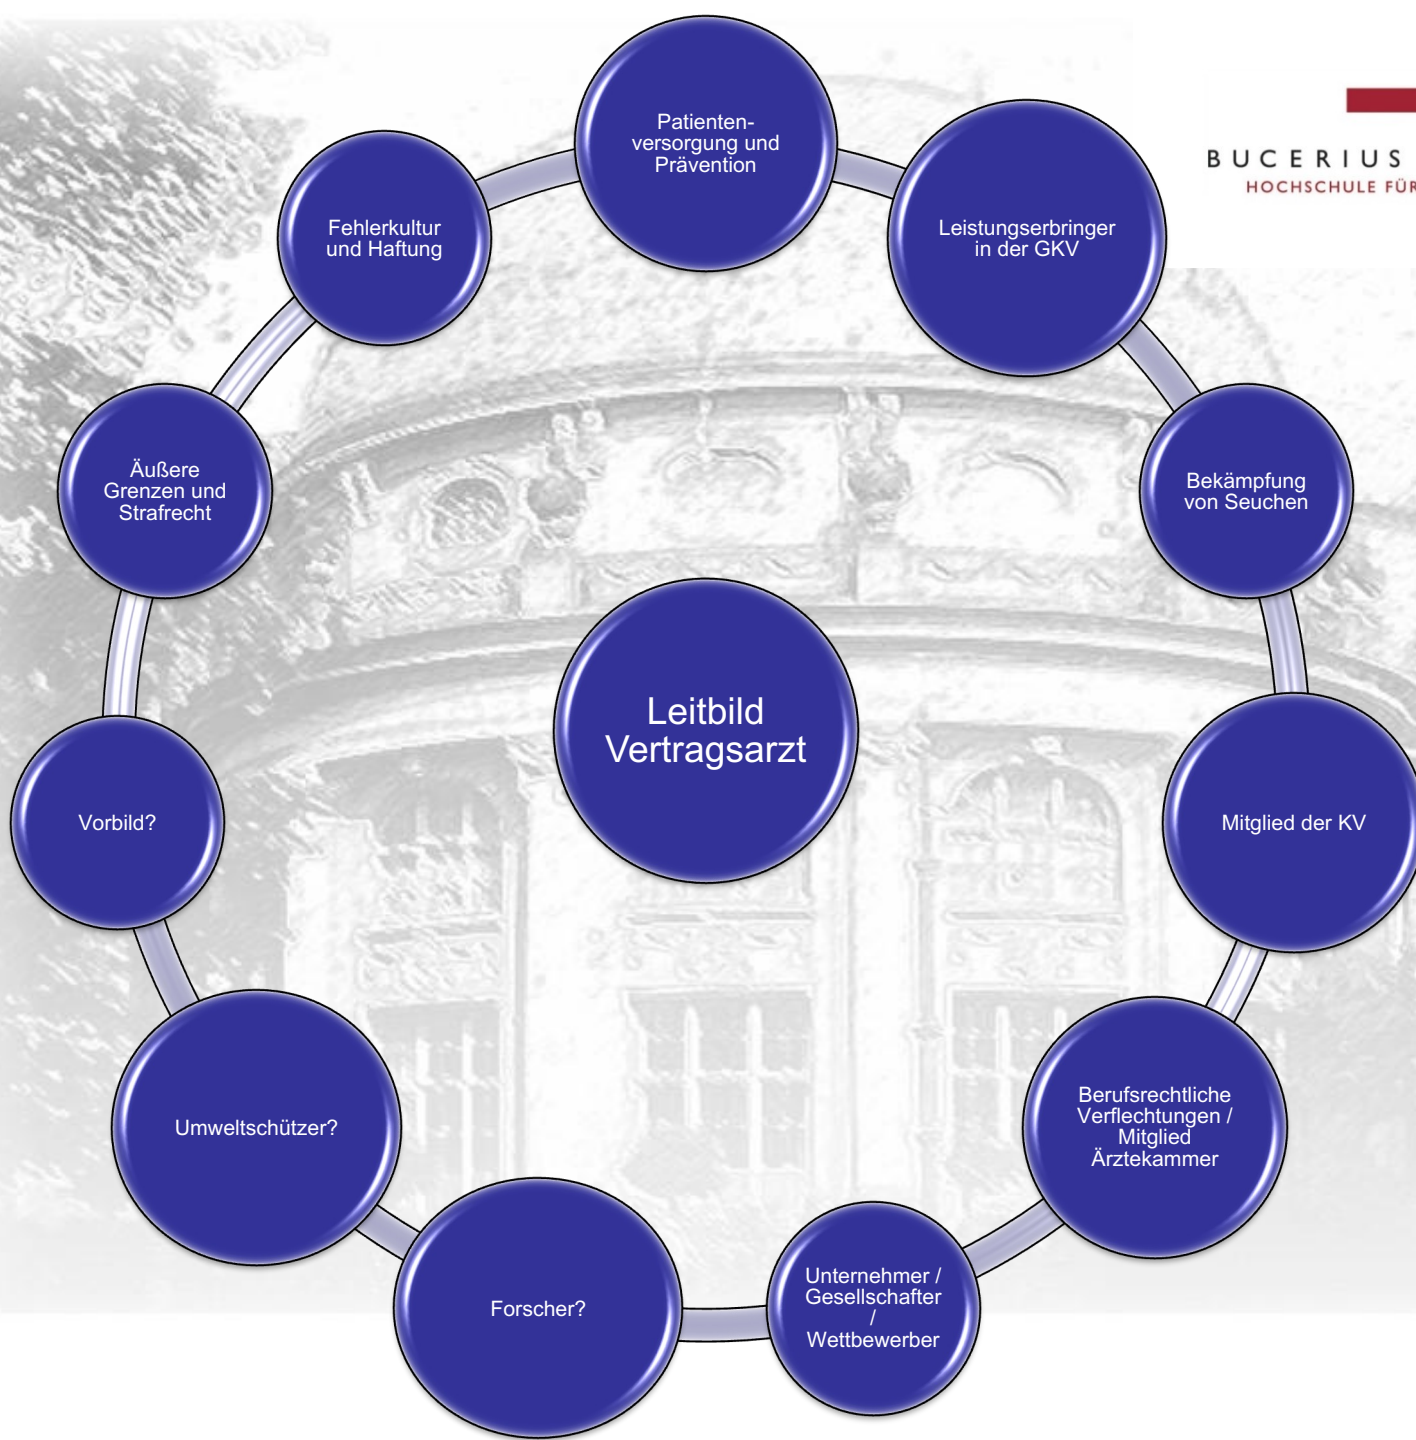 Patienten-
versorgung und
Prävention
Leistungserbringer
in der GKV
BUCERIUS
HOCHSCHULE FÜR
Fehlerkultur
und Haftung
Bekämpfung
von Seuchen
Äußere
Grenzen und
Strafrecht
Leitbild
Vertragsarzt
Vorbild?
Mitglied der KV
Berufsrechtliche
Verflechtungen /
Mitglied
Ärztekammer
Umweltschützer?
Forscher?
Unternehmer /
Gesellschafter
/
Wettbewerber